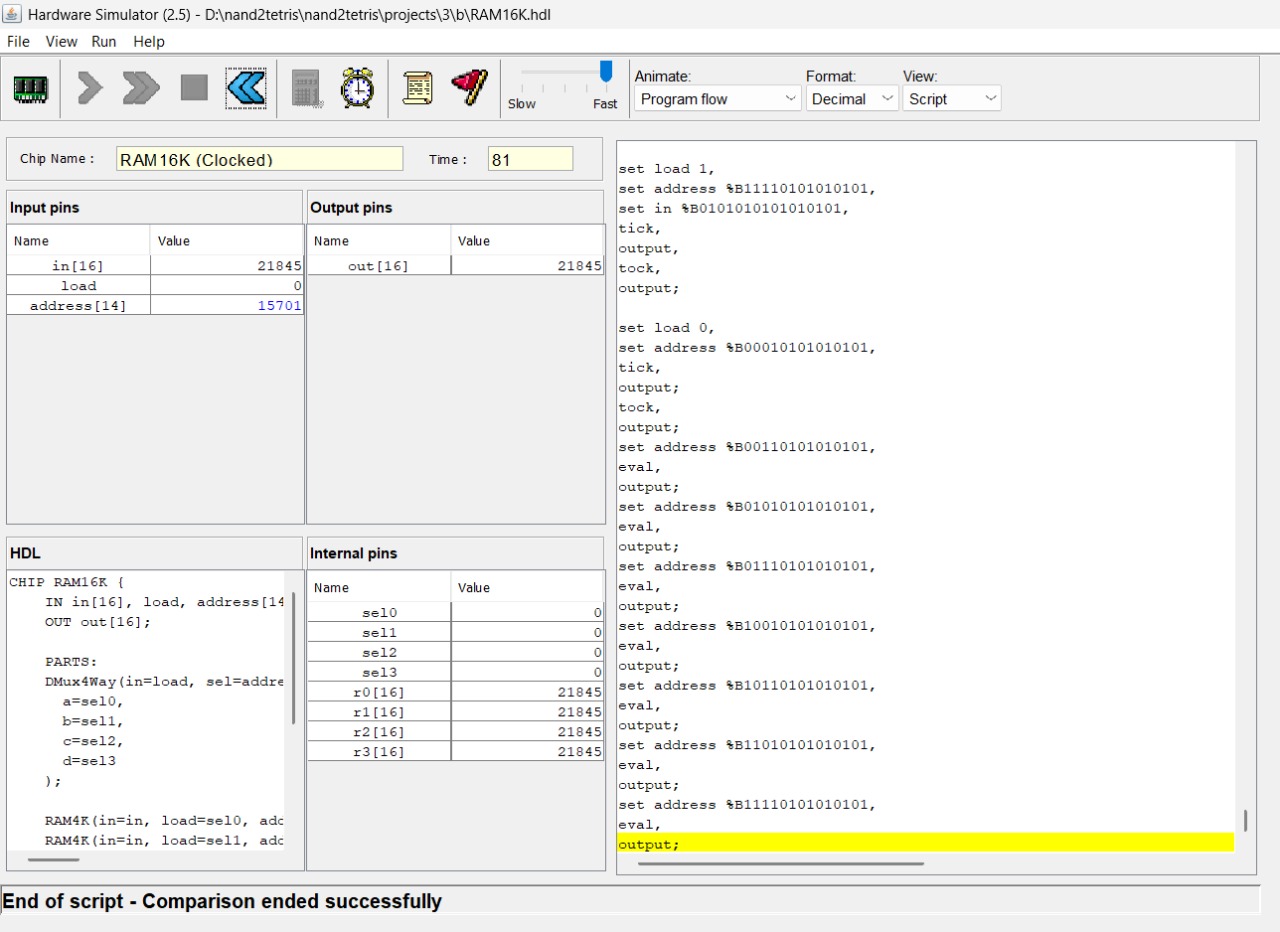 Hardware Simulator (2.5) - D:\nand2tetris\nand2tetris\projects\3\b\RAM16K.hdl
File View Run Help
Slow Fast
Animate: Format: View:
Program flow Decimal Script
Chip Name : RAM16K (Clocked) Time : 81
Input pins
Name Value
in[16] 21845
load 0
address[14] 15701
Output pins
Name Value
out[16] 21845
HDL
CHIP RAM16K {
IN in[16], load, address[14
OUT out[16];
PARTS:
DMux4Way(in=load, sel=addre
a=sel0,
b=sel1,
c=sel2,
d=sel3
);
RAM4K(in=in, load=sel0, add
RAM4K(in=in, load=sel1, add
Internal pins
Name Value
sel0 0
sel1 0
sel2 0
sel3 0
r0[16] 21845
r1[16] 21845
r2[16] 21845
r3[16] 21845
set load 1,
set address %B11110101010101,
set in %B0101010101010101,
tick,
output,
tock,
output;
set load 0,
set address %B00010101010101,
tick,
output;
tock,
output;
set address %B00110101010101,
eval,
output;
set address %B01010101010101,
eval,
output;
set address %B01110101010101,
eval,
output;
set address %B10010101010101,
eval,
output;
set address %B10110101010101,
eval,
output;
set address %B11010101010101,
eval,
output;
set address %B11110101010101,
eval,
output;
End of script - Comparison ended successfully